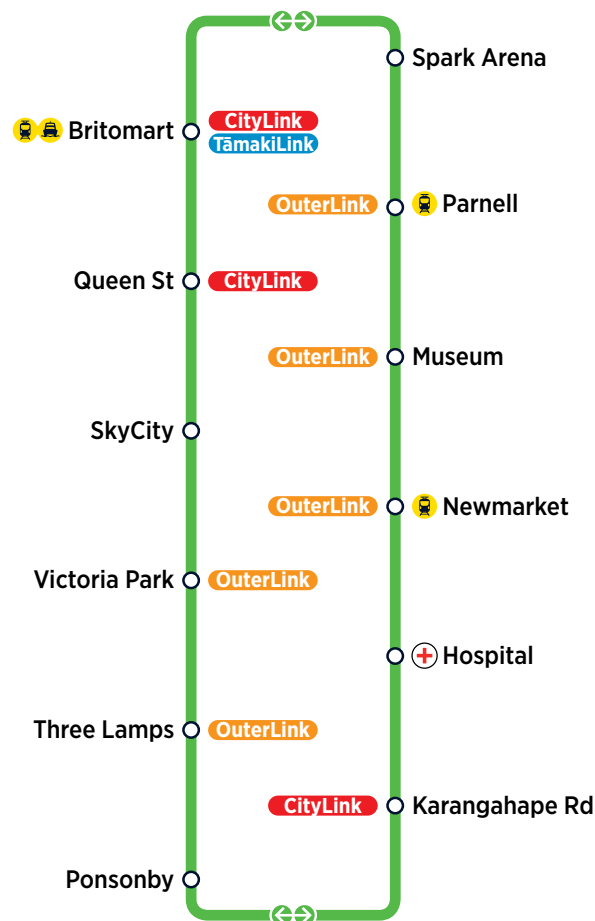 Spark Arena
Britomart
CityLink
TāmakiLink
OuterLink
Parnell
Queen St
CityLink
OuterLink
Museum
SkyCity
OuterLink
Newmarket
Victoria Park
OuterLink
Hospital
Three Lamps
OuterLink
CityLink
Karangahape Rd
Ponsonby